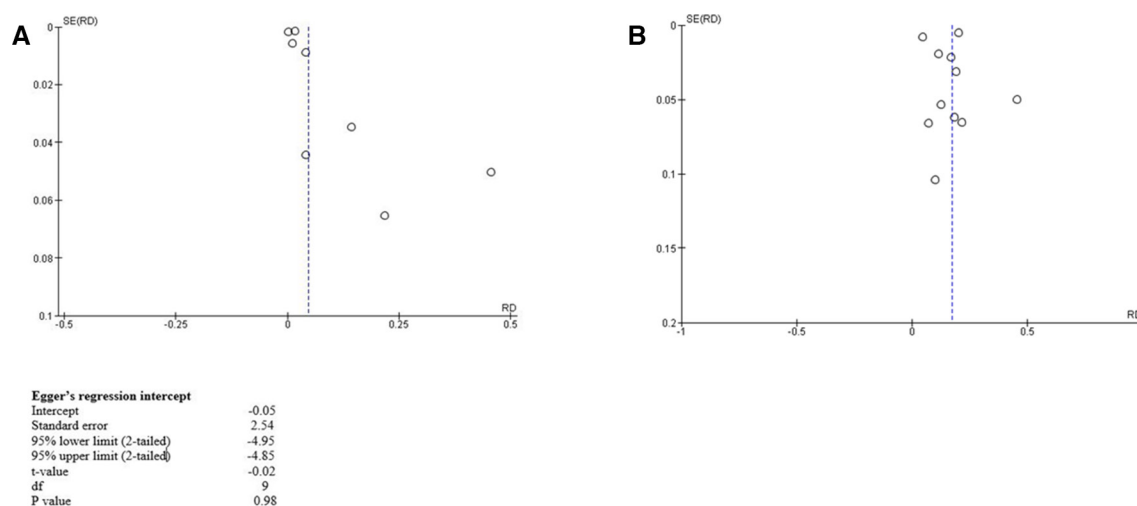 A
SE(RD)
0
0.02
0.04
0.06
0.08
0.1
-0.5
-0.25
0
0.25
0.5
RD
B
SE(RD)
0
0.05
0.1
0.15
0.2
-1
-0.5
0
0.5
RD
Egger's regression intercept
Intercept -0.05
Standard error 2.54
95% lower limit (2-tailed) -4.95
95% upper limit (2-tailed) -4.85
t-value -0.02
df 9
P value 0.98